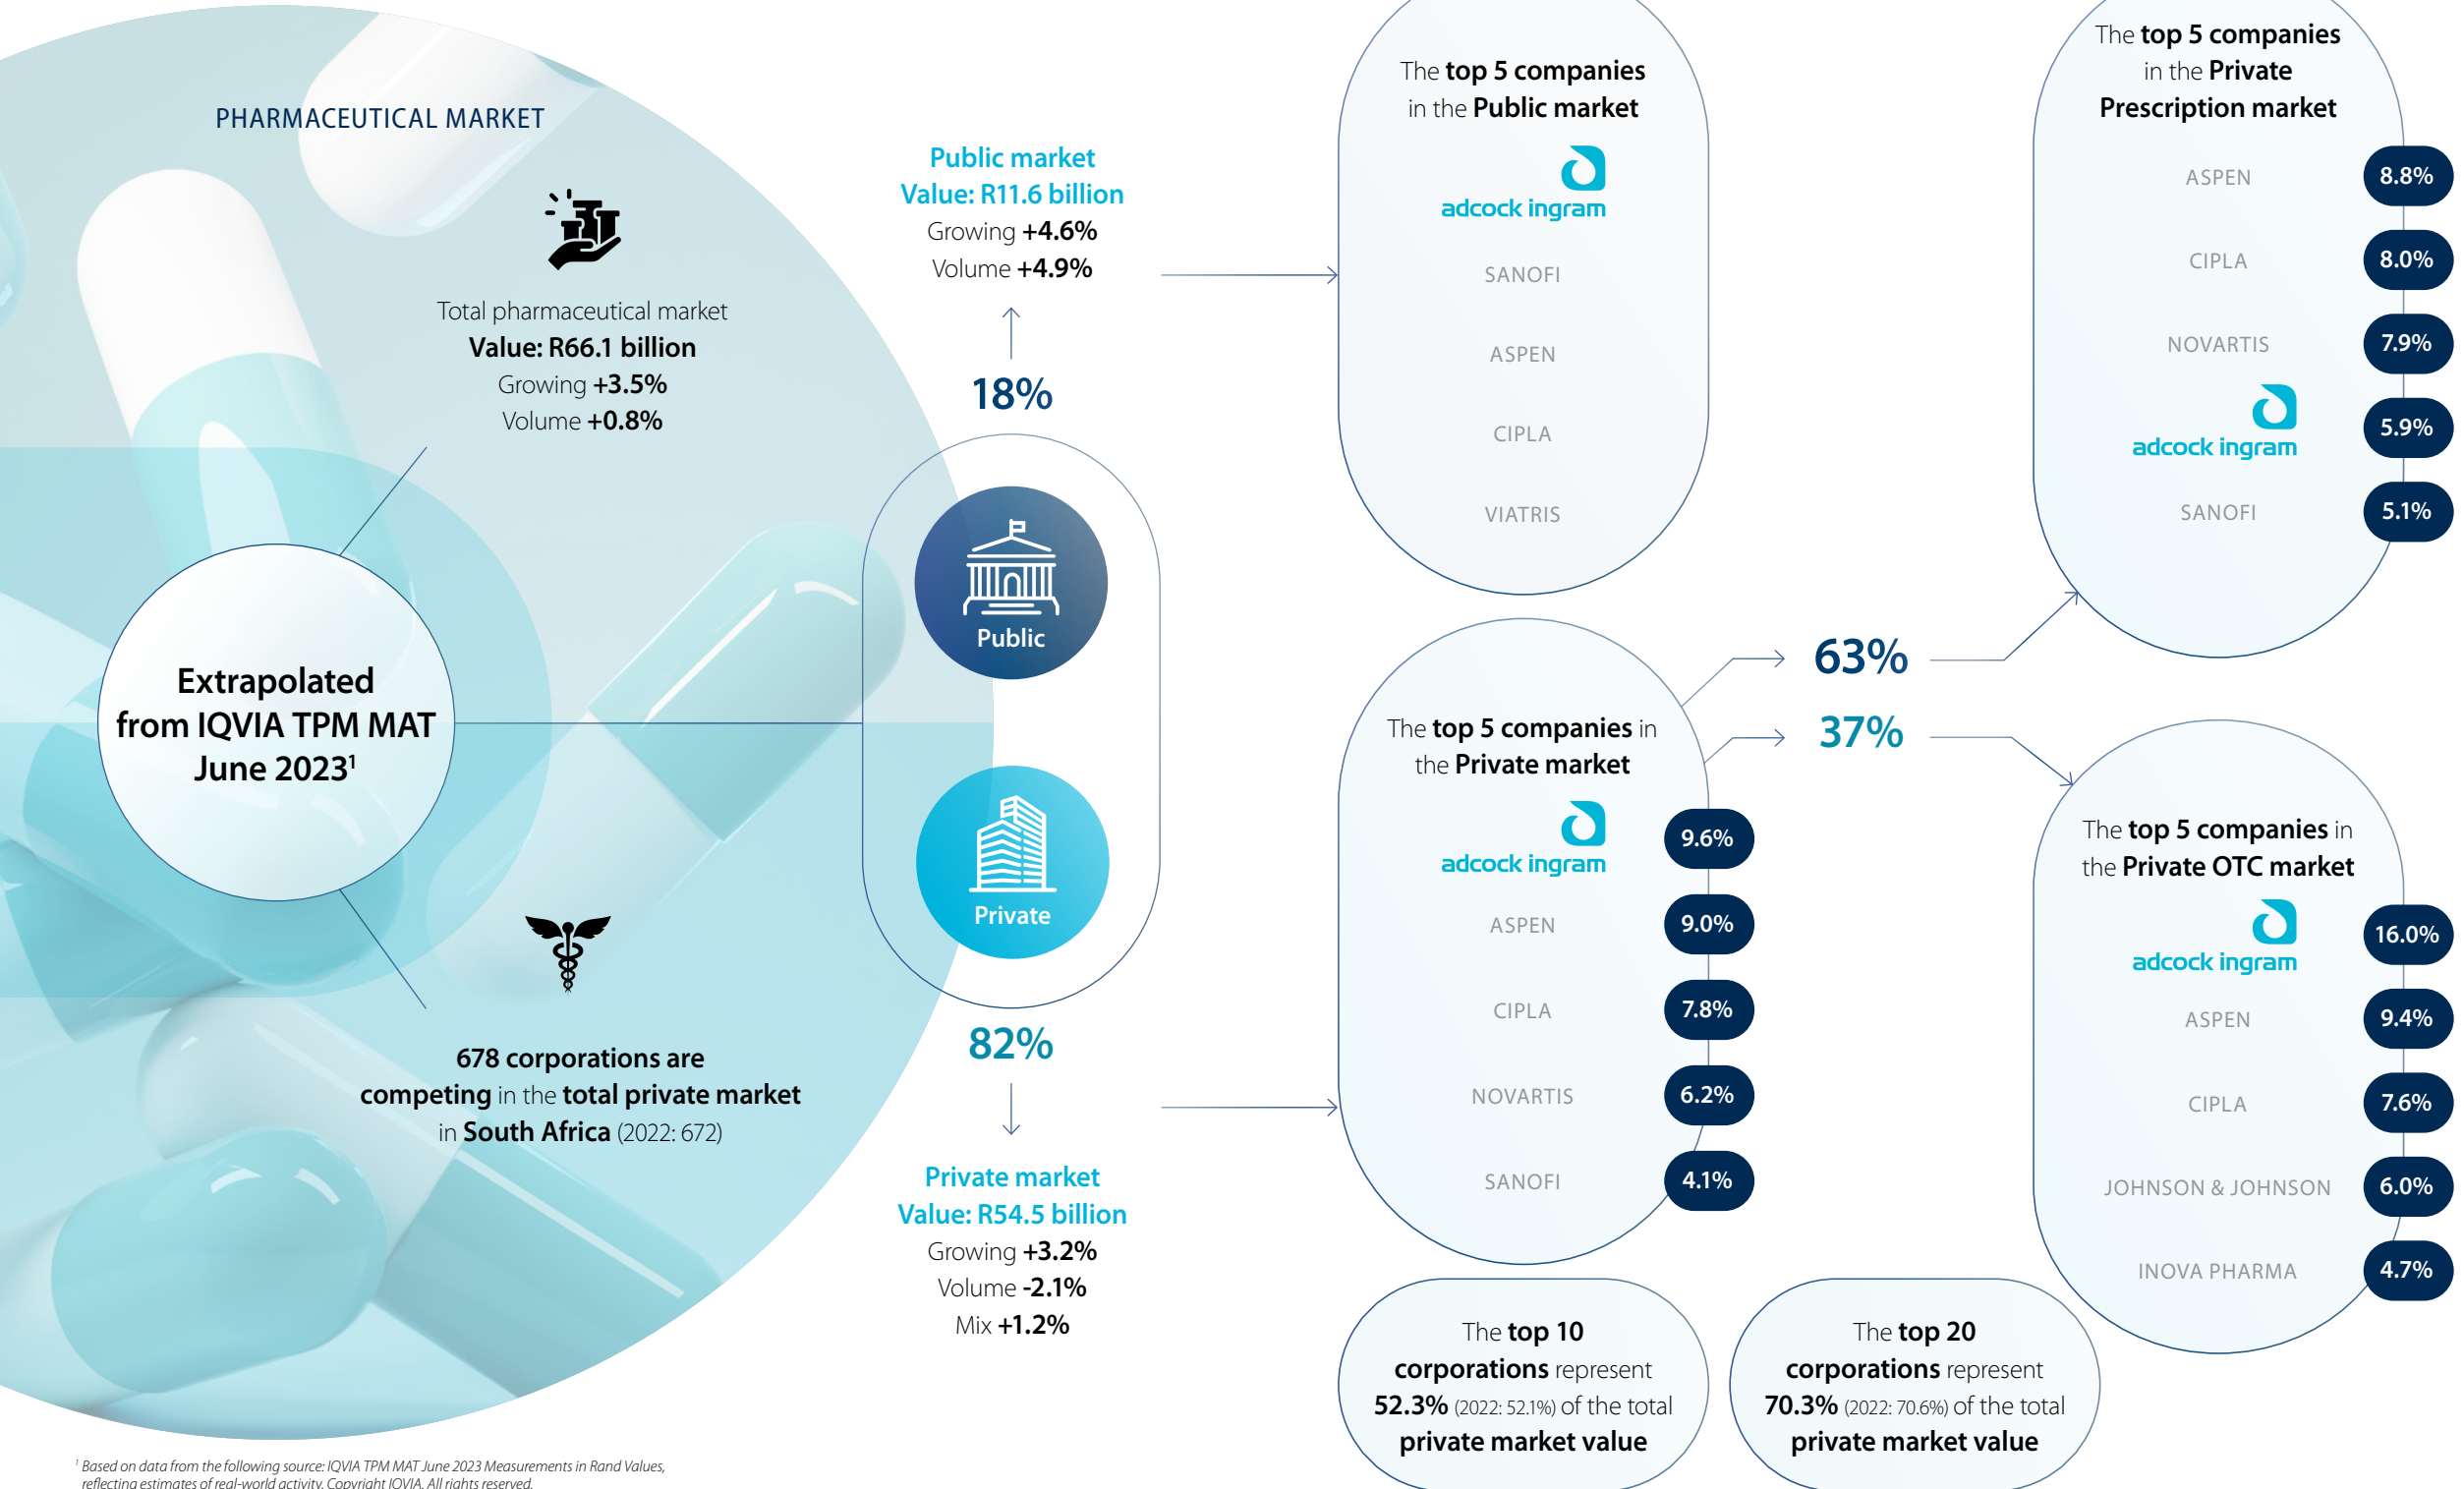 PHARMACEUTICAL MARKET
Total pharmaceutical market
Value: R66.1 billion
Growing +3.5%
Volume +0.8%
Extrapolated
from IQVIA TPM MAT
June 2023¹
678 corporations are
competing in the total private market
in South Africa (2022: 672)
¹ Based on data from the following source: IQVIA TPM MAT June 2023 Measurements in Rand Values,
reflecting estimates of real-world activity. Copyright IQVIA. All rights reserved.
Public market
Value: R11.6 billion
Growing +4.6%
Volume +4.9%
18%
Public
Private
82%
Private market
Value: R54.5 billion
Growing +3.2%
Volume -2.1%
Mix +1.2%
The top 5 companies
in the Public market
adcock ingram
SANOFI
ASPEN
CIPLA
VIATRIS
The top 5 companies in
the Private market
adcock ingram 9.6%
ASPEN 9.0%
CIPLA 7.8%
NOVARTIS 6.2%
SANOFI 4.1%
63%
37%
The top 5 companies
in the Private
Prescription market
ASPEN 8.8%
CIPLA 8.0%
NOVARTIS 7.9%
adcock ingram 5.9%
SANOFI 5.1%
The top 5 companies in
the Private OTC market
adcock ingram 16.0%
ASPEN 9.4%
CIPLA 7.6%
JOHNSON & JOHNSON 6.0%
INOVA PHARMA 4.7%
The top 10
corporations represent
52.3% (2022: 52.1%) of the total
private market value
The top 20
corporations represent
70.3% (2022: 70.6%) of the total
private market value